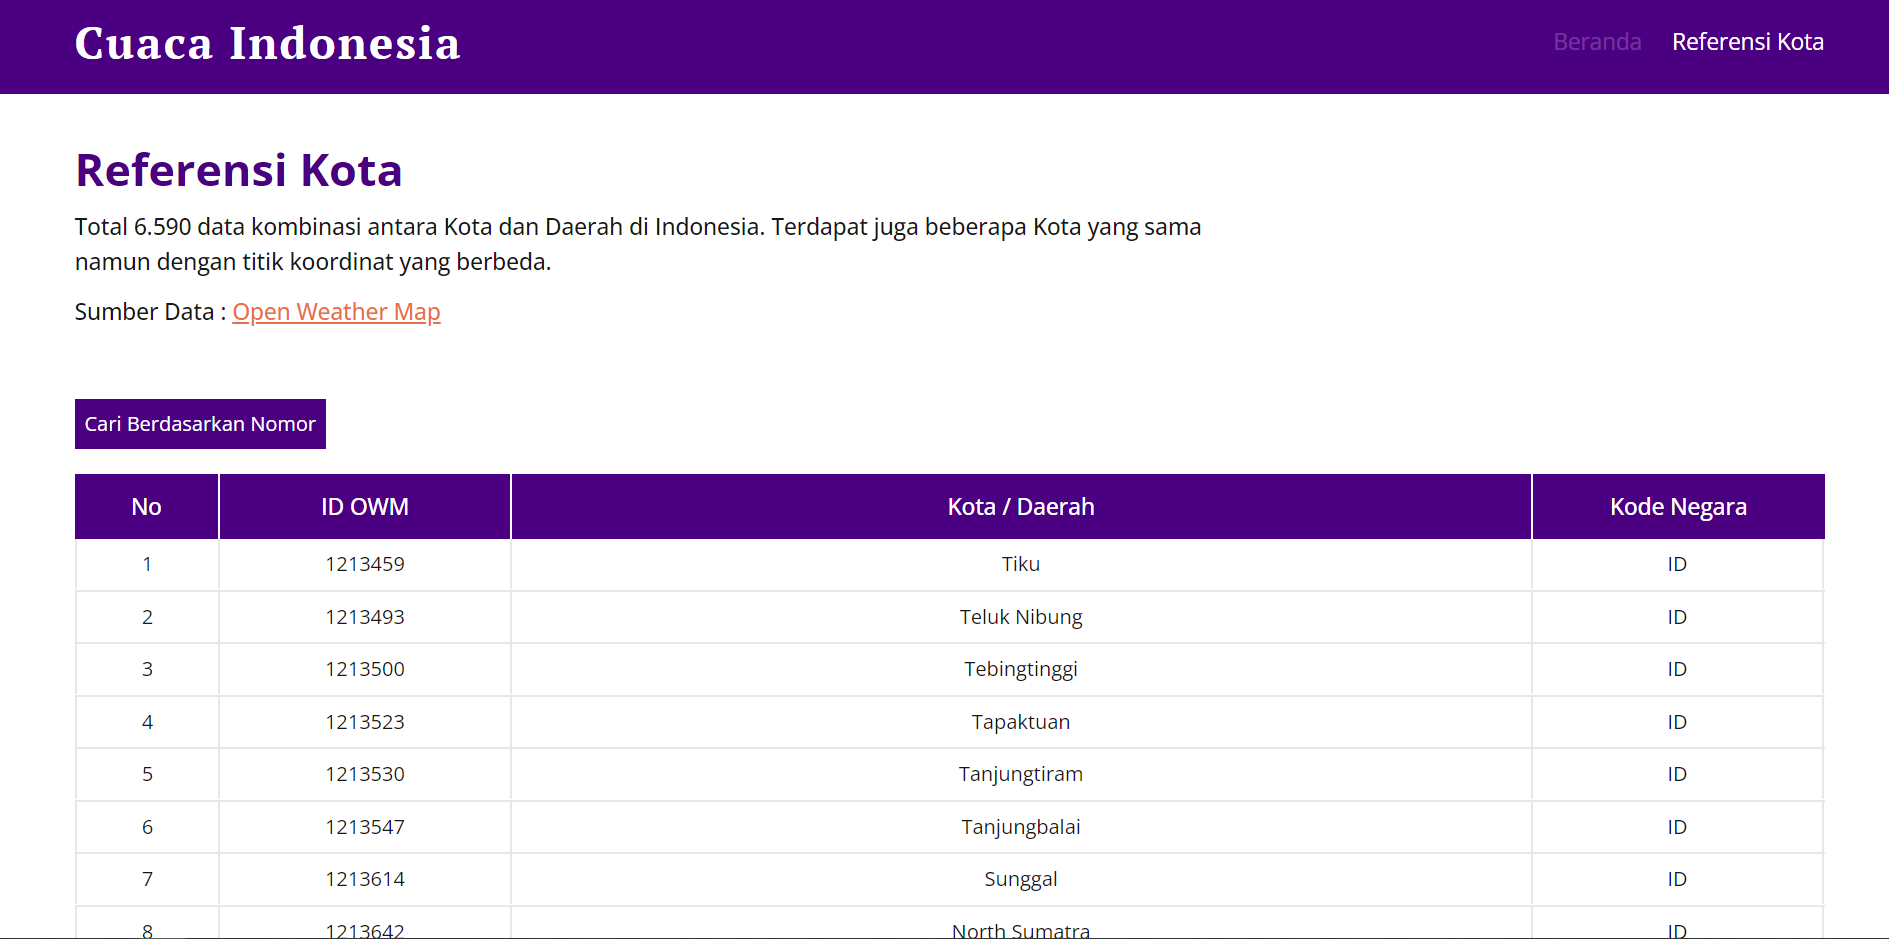 Cuaca Indonesia
Beranda Referensi Kota
Referensi Kota
Total 6.590 data kombinasi antara Kota dan Daerah di Indonesia. Terdapat juga beberapa Kota yang sama
namun dengan titik koordinat yang berbeda.
Sumber Data : Open Weather Map
Cari Berdasarkan Nomor
No ID OWM Kota / Daerah Kode Negara
1 1213459 Tiku ID
2 1213493 Teluk Nibung ID
3 1213500 Tebingtinggi ID
4 1213523 Tapaktuan ID
5 1213530 Tanjungtiram ID
6 1213547 Tanjungbalai ID
7 1213614 Sunggal ID
8 1213642 North Sumatra ID